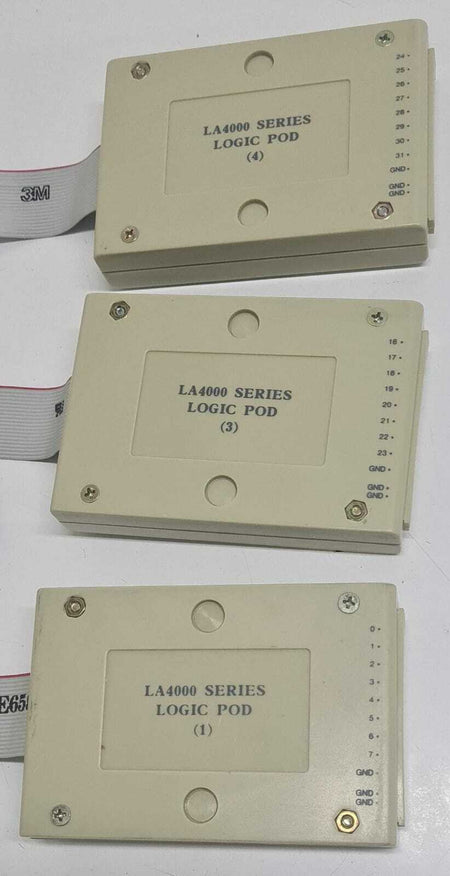 24
25
26
27
28
29
30
31
GND
GND
GND
LA4000 SERIES
LOGIC POD
(4)
3M
16
17
18
19
20
21
22
23
GND
GND
GND
LA4000 SERIES
LOGIC POD
(3)
0
1
2
3
4
5
6
7
GND
GND
GND
LA4000 SERIES
LOGIC POD
(1)